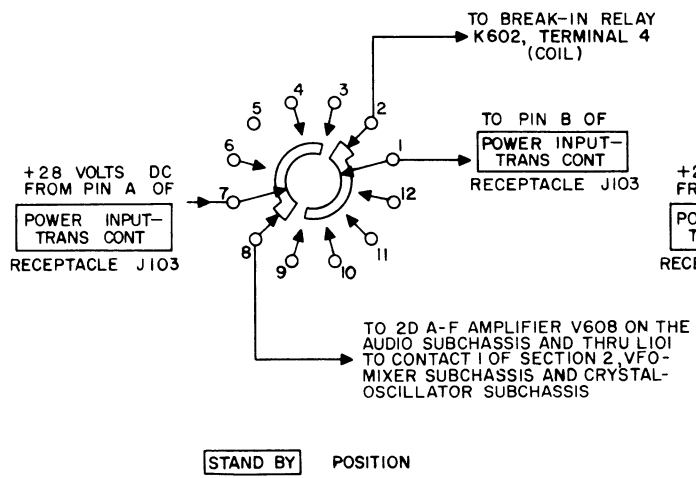 TO BREAK-IN RELAY
K602, TERMINAL 4
(COIL)
4
3
5
2
TO PIN B OF
6
1
POWER INPUT-
TRANS CONT
+28 VOLTS DC
FROM PIN A OF
RECEPTACLE J103
7
12
POWER INPUT-
TRANS CONT
8
11
RECEPTACLE J103
9
10
TO 2D A-F AMPLIFIER V608 ON THE
AUDIO SUBCHASSIS AND THRU L101
TO CONTACT 1 OF SECTION 2, VFO-
MIXER SUBCHASSIS AND CRYSTAL-
OSCILLATOR SUBCHASSIS
STAND BY POSITION